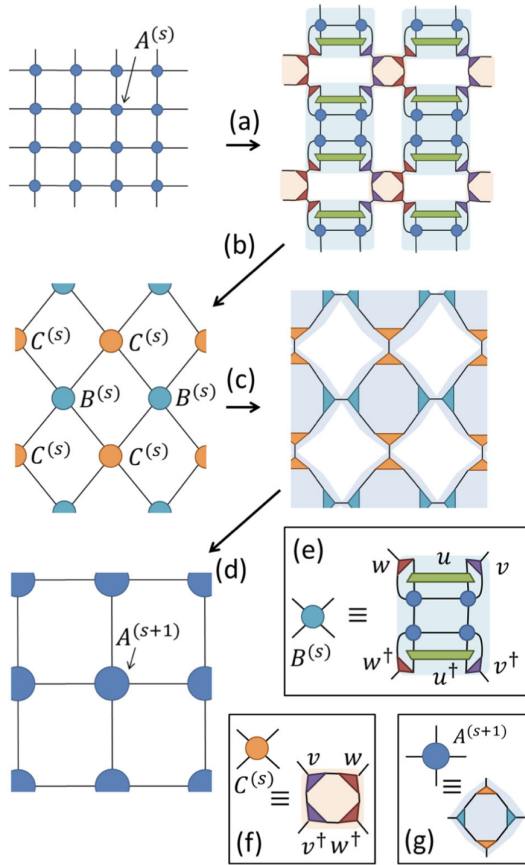 A^(s)
(a)
(b)
C^(s) C^(s)
B^(s) B^(s)
(c)
C^(s) C^(s)
(d)
A^(s+1)
(e)
w u v
B^(s) ≡
w† u† v†
(f)
v w
C^(s) ≡
v† w†
(g)
A^(s+1)
≡